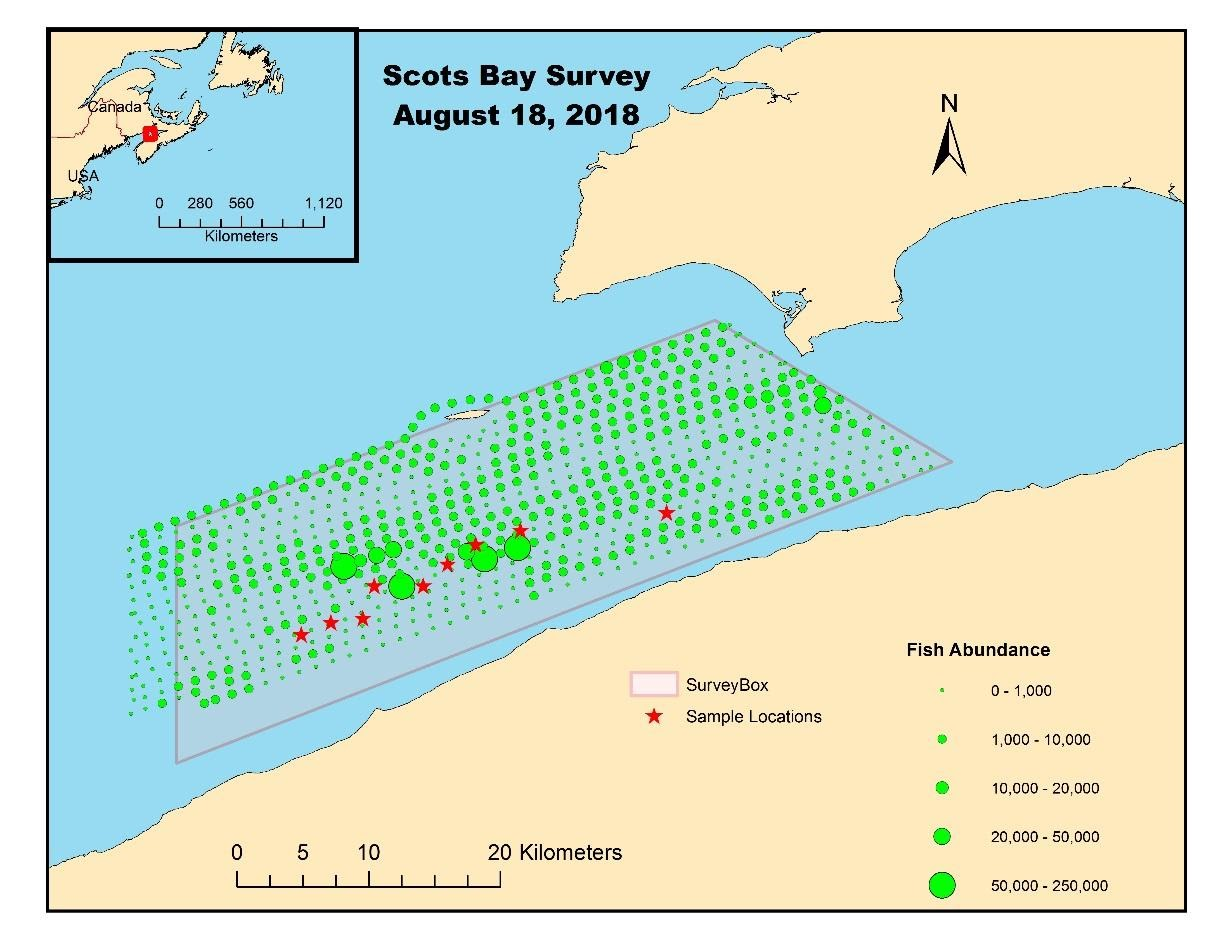 Scots Bay Survey
August 18, 2018
Canada
USA
0 280 560 1,120
Kilometers
N
SurveyBox
Sample Locations
Fish Abundance
0 - 1,000
1,000 - 10,000
10,000 - 20,000
20,000 - 50,000
50,000 - 250,000
0 5 10 20 Kilometers